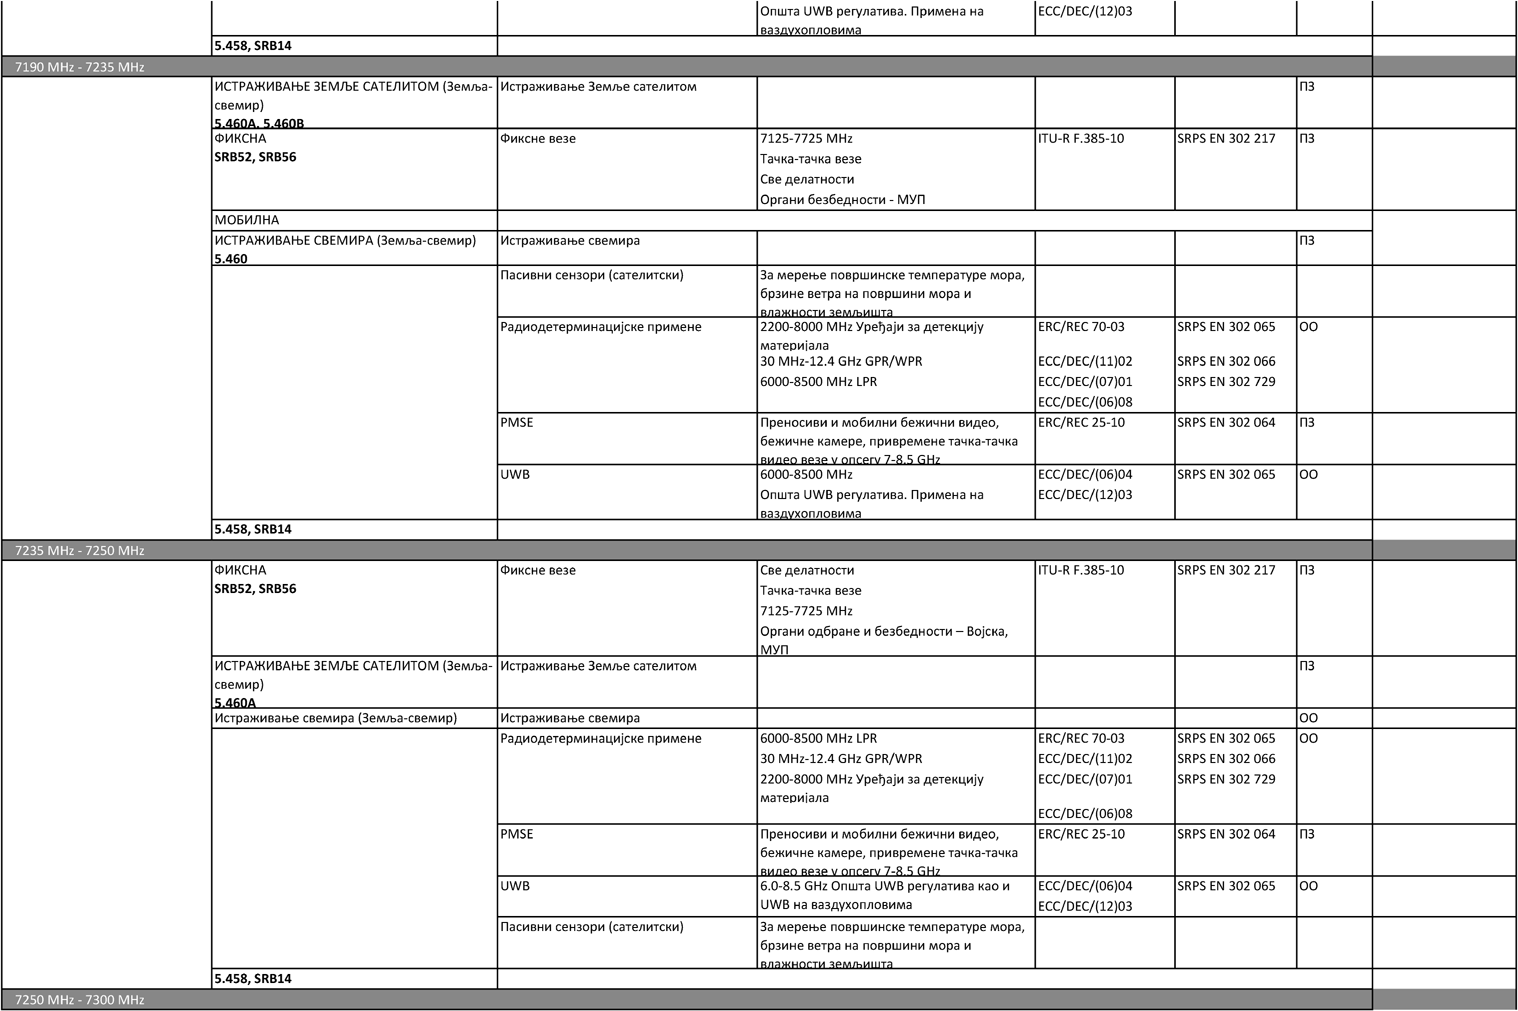 Општа UWB регулатива. Примена на ECC/DEC/(12)03
ваздухопловима
5.458, SRB14
7190 MHz - 7235 MHz
ИСТРАЖИВАЊЕ ЗЕМЉЕ САТЕЛИТОМ (Земља- Истраживање Земље сателитом ПЗ
свемир)
5.460A, 5.460B
ФИКСНА Фиксне везе 7125-7725 MHz ITU-R F.385-10 SRPS EN 302 217 ПЗ
SRB52, SRB56 Тачка-тачка везе
Све делатности
Органи безбедности - МУП
МОБИЛНА
ИСТРАЖИВАЊЕ СВЕМИРА (Земља-свемир) Истраживање свемира ПЗ
5.460
Пасивни сензори (сателитски) За мерење површинске температуре мора,
брзине ветра на површини мора и
влажности земљишта
Радиодетерминацијске примене 2200-8000 MHz Уређаји за детекцију ERC/REC 70-03 SRPS EN 302 065 ОО
материјала
30 MHz-12.4 GHz GPR/WPR ECC/DEC/(11)02 SRPS EN 302 066
6000-8500 MHz LPR ECC/DEC/(07)01 SRPS EN 302 729
ECC/DEC/(06)08
PMSE Преносиви и мобилни бежични видео, ERC/REC 25-10 SRPS EN 302 064 ПЗ
бежичне камере, привремене тачка-тачка
видео везе у опсегу 7-8.5 GHz
UWB 6000-8500 MHz ECC/DEC/(06)04 SRPS EN 302 065 ОО
Општа UWB регулатива. Примена на ECC/DEC/(12)03
ваздухопловима
5.458, SRB14
7235 MHz - 7250 MHz
ФИКСНА Фиксне везе Све делатности ITU-R F.385-10 SRPS EN 302 217 ПЗ
SRB52, SRB56 Тачка-тачка везе
7125-7725 MHz
Органи одбране и безбедности – Војска,
МУП
ИСТРАЖИВАЊЕ ЗЕМЉЕ САТЕЛИТОМ (Земља- Истраживање Земље сателитом ПЗ
свемир)
5.460A
Истраживање свемира (Земља-свемир) Истраживање свемира ОО
Радиодетерминацијске примене 6000-8500 MHz LPR ERC/REC 70-03 SRPS EN 302 065 ОО
30 MHz-12.4 GHz GPR/WPR ECC/DEC/(11)02 SRPS EN 302 066
2200-8000 MHz Уређаји за детекцију ECC/DEC/(07)01 SRPS EN 302 729
материјала
ECC/DEC/(06)08
PMSE Преносиви и мобилни бежични видео, ERC/REC 25-10 SRPS EN 302 064 ПЗ
бежичне камере, привремене тачка-тачка
видео везе у опсегу 7-8.5 GHz
UWB 6.0-8.5 GHz Општа UWB регулатива као и ECC/DEC/(06)04 SRPS EN 302 065 ОО
UWB на ваздухопловима ECC/DEC/(12)03
Пасивни сензори (сателитски) За мерење површинске температуре мора,
брзине ветра на површини мора и
влажности земљишта
5.458, SRB14
7250 MHz - 7300 MHz